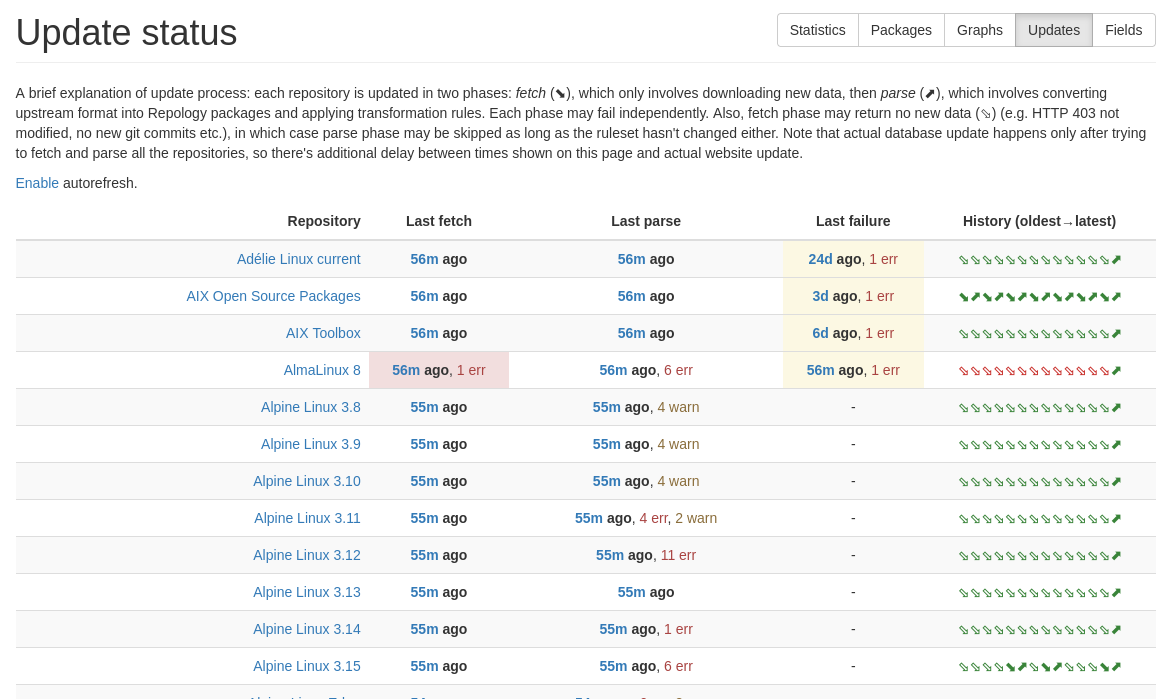 Update status
Statistics Packages Graphs Updates Fields
A brief explanation of update process: each repository is updated in two phases: fetch (⬊), which only involves downloading new data, then parse (⬈), which involves converting
upstream format into Repology packages and applying transformation rules. Each phase may fail independently. Also, fetch phase may return no new data (⬂) (e.g. HTTP 403 not
modified, no new git commits etc.), in which case parse phase may be skipped as long as the ruleset hasn't changed either. Note that actual database update happens only after trying
to fetch and parse all the repositories, so there's additional delay between times shown on this page and actual website update.
Enable autorefresh.
Repository Last fetch Last parse Last failure History (oldest→latest)
Adélie Linux current 56m ago 56m ago 24d ago, 1 err ⬂⬂⬂⬂⬂⬂⬂⬂⬂⬂⬂⬂⬂⬈
AIX Open Source Packages 56m ago 56m ago 3d ago, 1 err ⬊⬈⬊⬈⬊⬈⬊⬈⬊⬈⬊⬈⬊⬈
AIX Toolbox 56m ago 56m ago 6d ago, 1 err ⬂⬂⬂⬂⬂⬂⬂⬂⬂⬂⬂⬂⬂⬈
AlmaLinux 8 56m ago, 1 err 56m ago, 6 err 56m ago, 1 err ⬂⬂⬂⬂⬂⬂⬂⬂⬂⬂⬂⬂⬂⬈
Alpine Linux 3.8 55m ago 55m ago, 4 warn - ⬂⬂⬂⬂⬂⬂⬂⬂⬂⬂⬂⬂⬂⬈
Alpine Linux 3.9 55m ago 55m ago, 4 warn - ⬂⬂⬂⬂⬂⬂⬂⬂⬂⬂⬂⬂⬂⬈
Alpine Linux 3.10 55m ago 55m ago, 4 warn - ⬂⬂⬂⬂⬂⬂⬂⬂⬂⬂⬂⬂⬂⬈
Alpine Linux 3.11 55m ago 55m ago, 4 err, 2 warn - ⬂⬂⬂⬂⬂⬂⬂⬂⬂⬂⬂⬂⬂⬈
Alpine Linux 3.12 55m ago 55m ago, 11 err - ⬂⬂⬂⬂⬂⬂⬂⬂⬂⬂⬂⬂⬂⬈
Alpine Linux 3.13 55m ago 55m ago - ⬂⬂⬂⬂⬂⬂⬂⬂⬂⬂⬂⬂⬂⬈
Alpine Linux 3.14 55m ago 55m ago, 1 err - ⬂⬂⬂⬂⬂⬂⬂⬂⬂⬂⬂⬂⬂⬈
Alpine Linux 3.15 55m ago 55m ago, 6 err - ⬂⬂⬂⬂⬊⬈⬂⬊⬈⬂⬂⬂⬊⬈